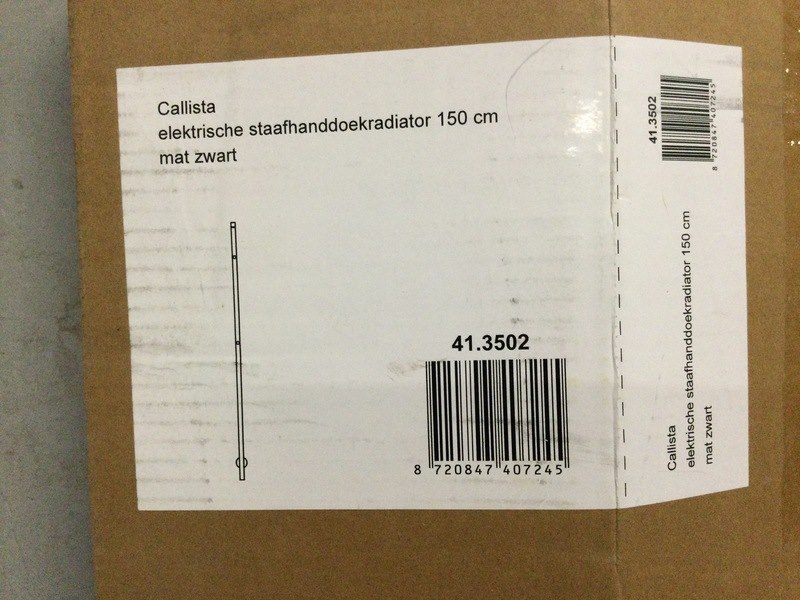 Callista
elektrische staafhanddoekradiator 150 cm
mat zwart
41.3502
8 720847 407245
41.3502
8 720847 407245
Callista
elektrische staafhanddoekradiator 150 cm
mat zwart